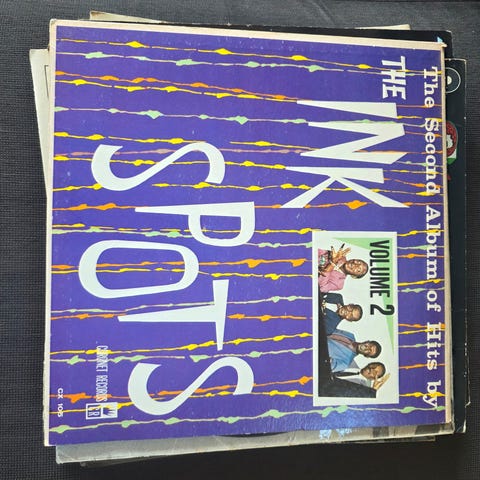 The Second Album of Hits by
THE
INK
SPOTS
VOLUME 2
CORONET RECORDS
CX 105